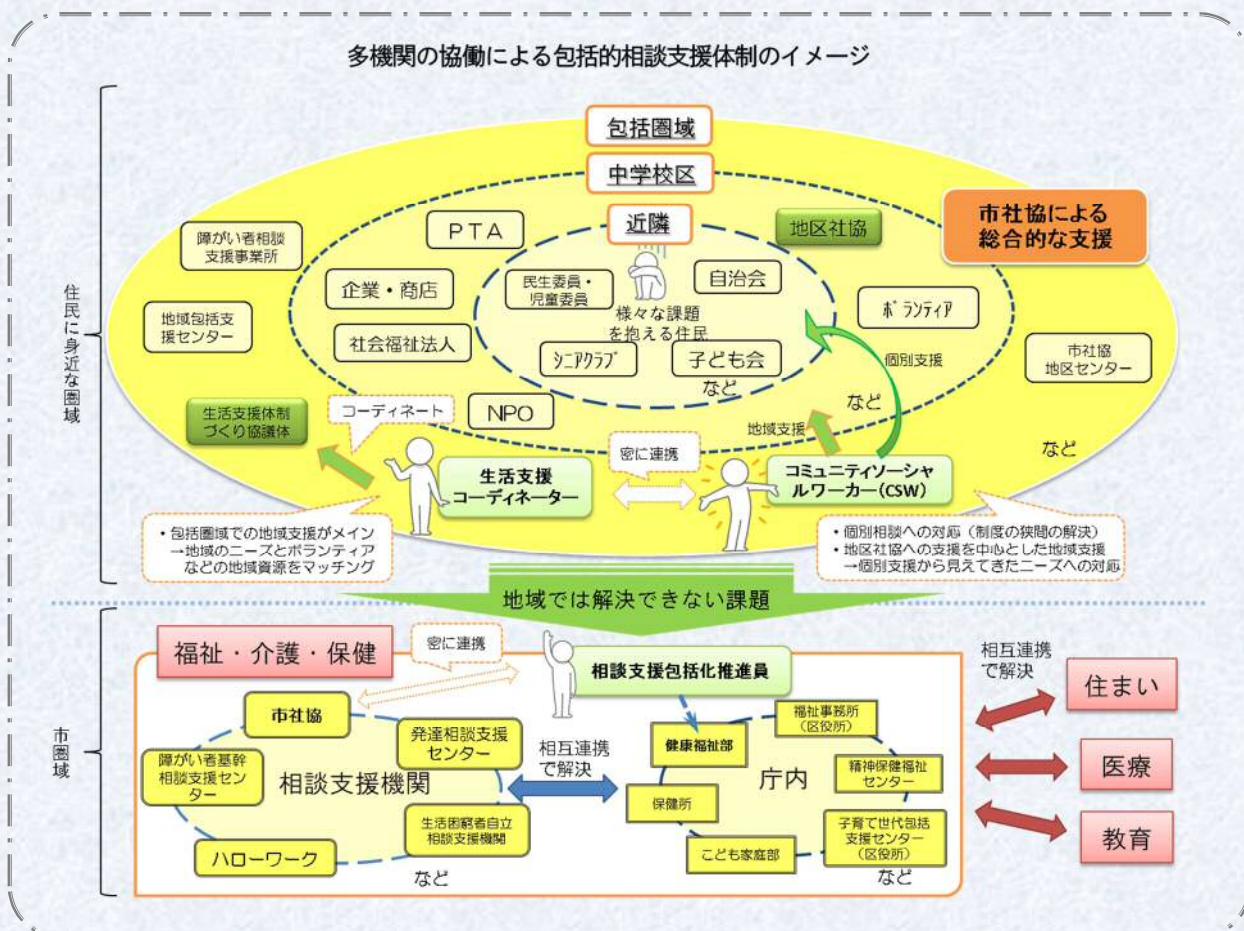 多機関の協働による包括的相談支援体制のイメージ
住民に身近な圏域
包括圏域
中学校区
近隣
市社協による
総合的な支援
障がい者相談
支援事業所
地域包括支
援センター
PTA
企業・商店
社会福祉法人
NPO
民生委員・
児童委員
自治会
様々な課題
を抱える住民
シニアクラブ
子ども会
など
地区社協
ボランティア
個別支援
など
市社協
地区センター
など
生活支援体制
づくり協議体
コーディネート
生活支援
コーディネーター
密に連携
地域支援
コミュニティソーシャ
ルワーカー(CSW)
・包括圏域での地域支援がメイン
→地域のニーズとボランティア
などの地域資源をマッチング
・個別相談への対応（制度の狭間の解決）
・地区社協への支援を中心とした地域支援
→個別支援から見えてきたニーズへの対応
地域では解決できない課題
市圏域
福祉・介護・保健
密に連携
相談支援包括化推進員
市社協
発達相談支援
センター
障がい者基幹
相談支援セン
ター
相談支援機関
生活困窮者自立
相談支援機関
ハローワーク
など
相互連携
で解決
健康福祉部
福祉事務所
（区役所）
精神保健福祉
センター
庁内
保健所
子育て世代包括
支援センター
（区役所）
こども家庭部
など
相互連携
で解決
住まい
医療
教育